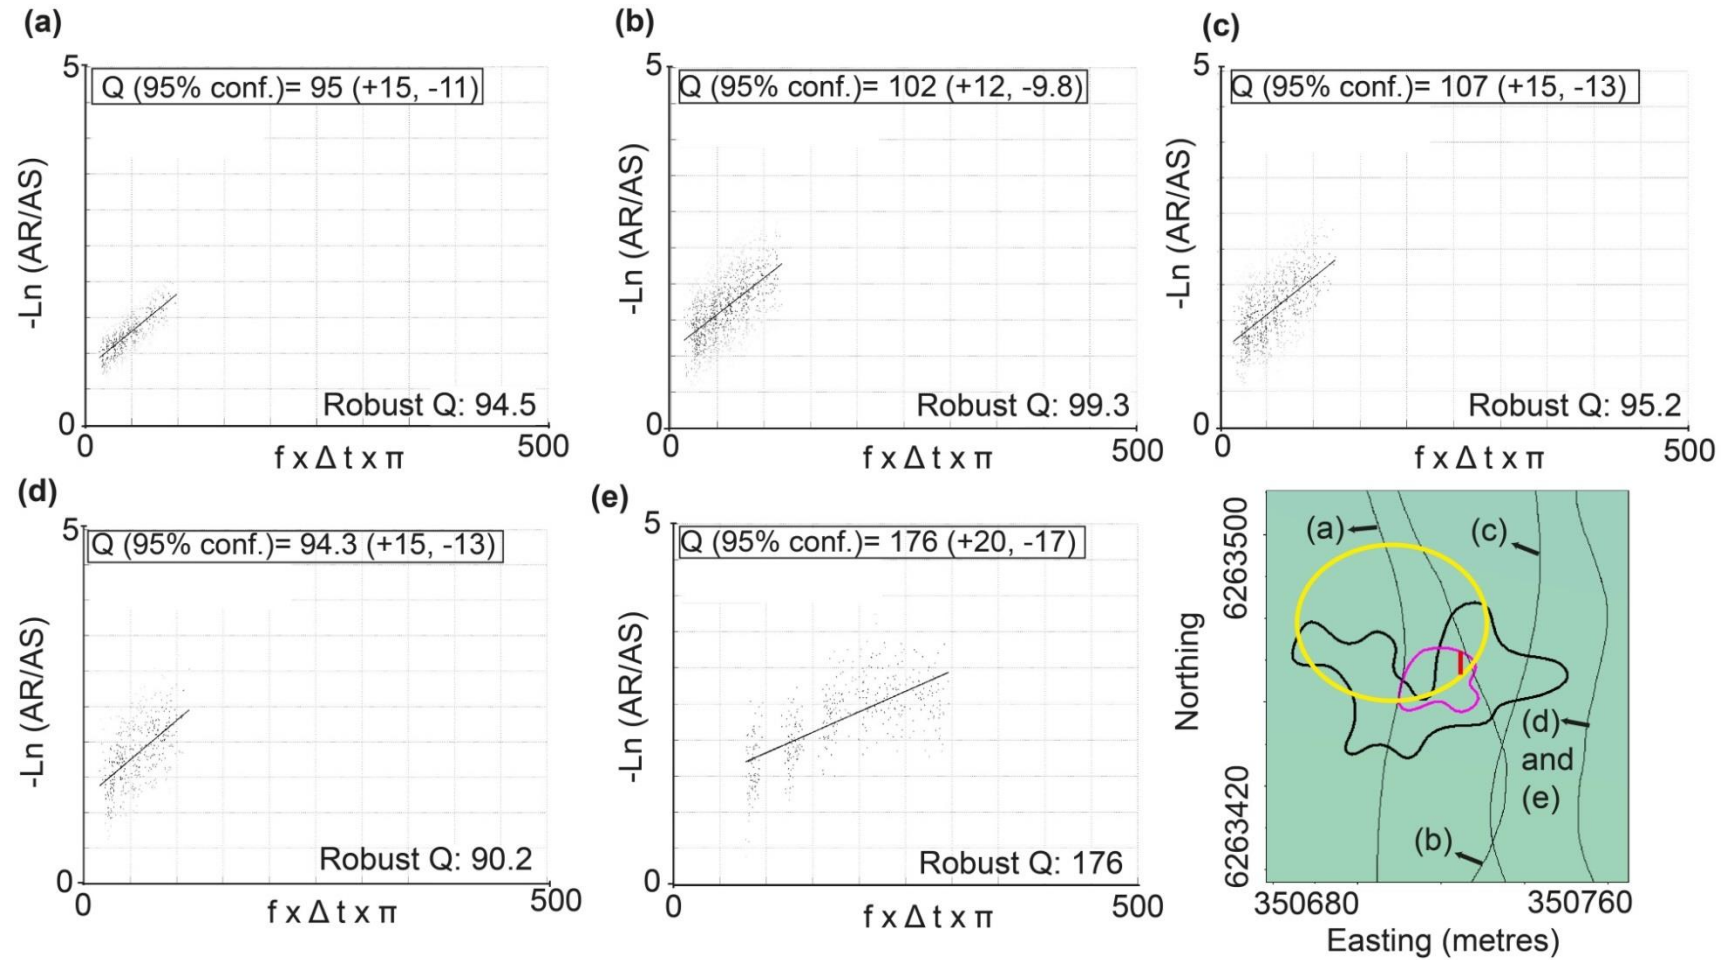 (a)
5
Q (95% conf.)= 95 (+15, -11)
-Ln (AR/AS)
Robust Q: 94.5
0
0
f x Δ t x π
500
(b)
5
Q (95% conf.)= 102 (+12, -9.8)
-Ln (AR/AS)
Robust Q: 99.3
0
0
f x Δ t x π
500
(c)
5
Q (95% conf.)= 107 (+15, -13)
-Ln (AR/AS)
Robust Q: 95.2
0
0
f x Δ t x π
500
(d)
5
Q (95% conf.)= 94.3 (+15, -13)
-Ln (AR/AS)
Robust Q: 90.2
0
0
f x Δ t x π
500
(e)
5
Q (95% conf.)= 176 (+20, -17)
-Ln (AR/AS)
Robust Q: 176
0
0
f x Δ t x π
500
6263500
(a)
(c)
Northing
(d)
and
(e)
6263420
(b)
350680
350760
Easting (metres)